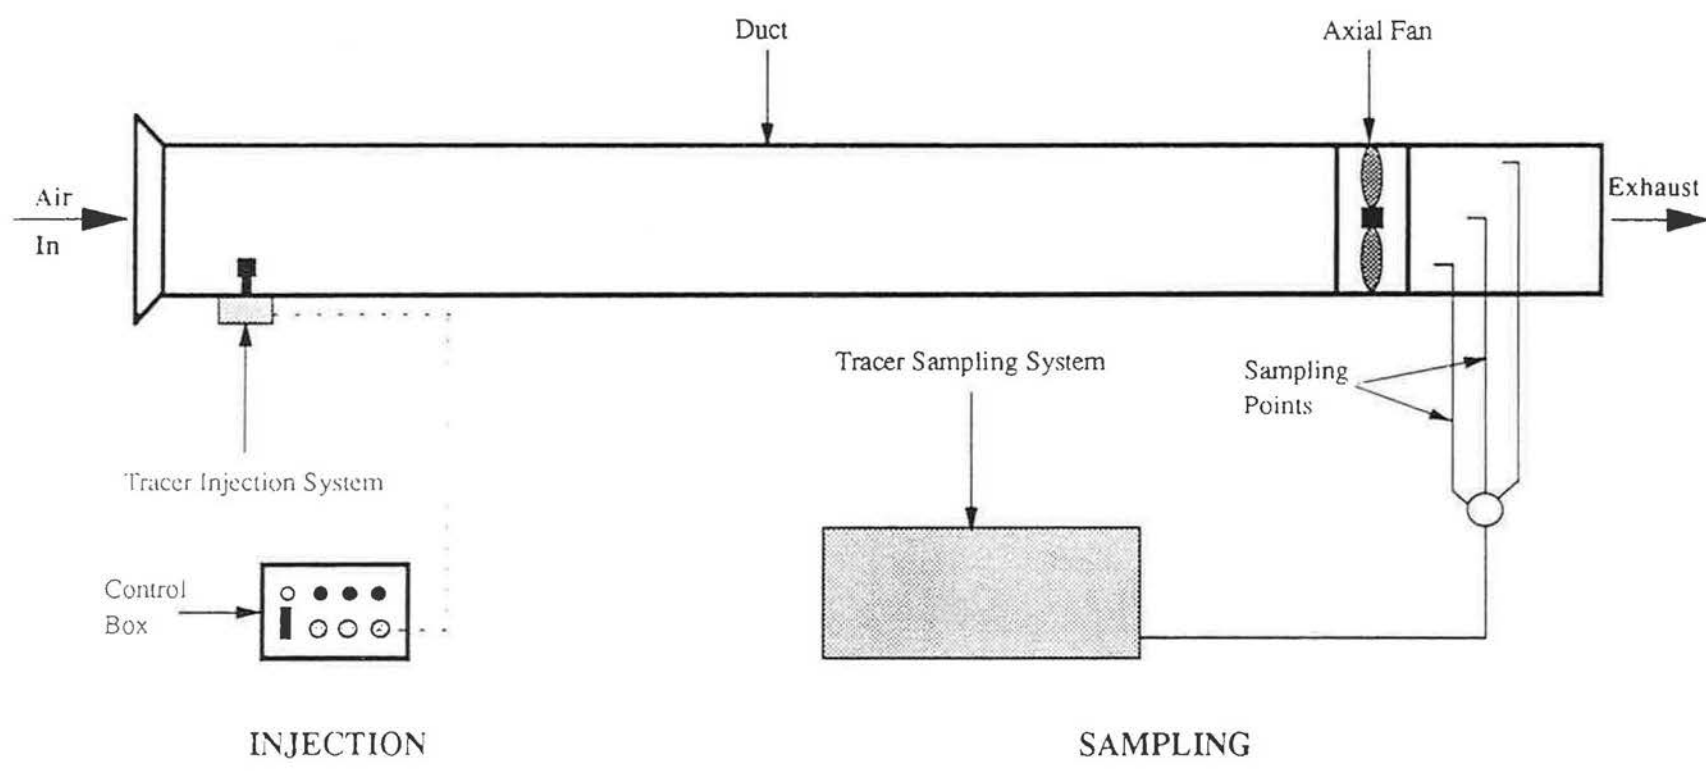 Duct
Axial Fan
Air
In
Exhaust
Tracer Sampling System
Sampling
Points
Tracer Injection System
Control
Box
INJECTION
SAMPLING